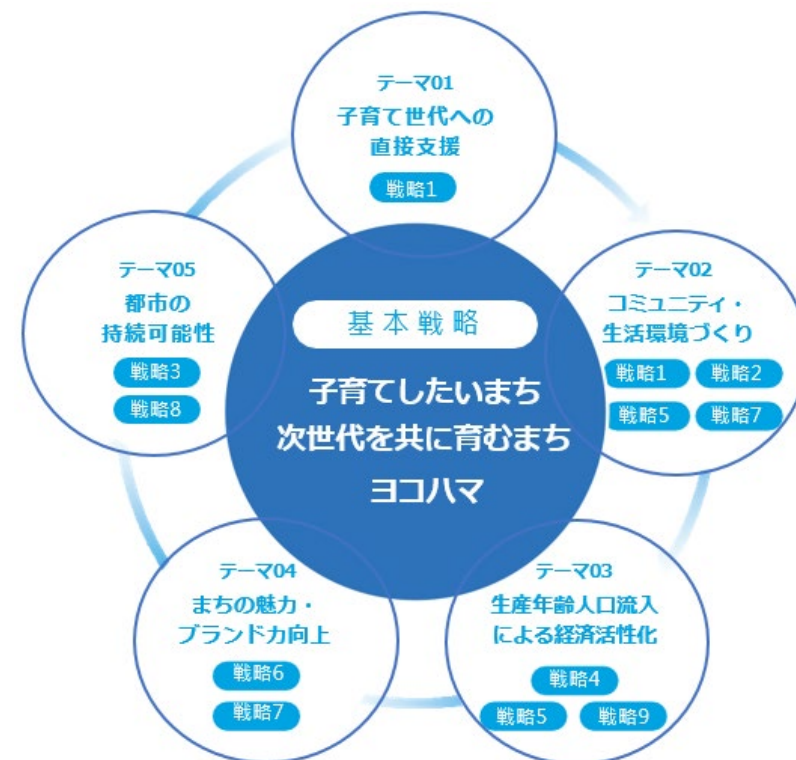 テーマ01
子育て世代への
直接支援
戦略1
テーマ02
コミュニティ・
生活環境づくり
戦略1 戦略2
戦略5 戦略7
テーマ03
生産年齢人口流入
による経済活性化
戦略4
戦略5 戦略9
テーマ04
まちの魅力・
ブランド力向上
戦略6
戦略7
テーマ05
都市の
持続可能性
戦略3
戦略8
基本戦略
子育てしたいまち
次世代を共に育むまち
ヨコハマ